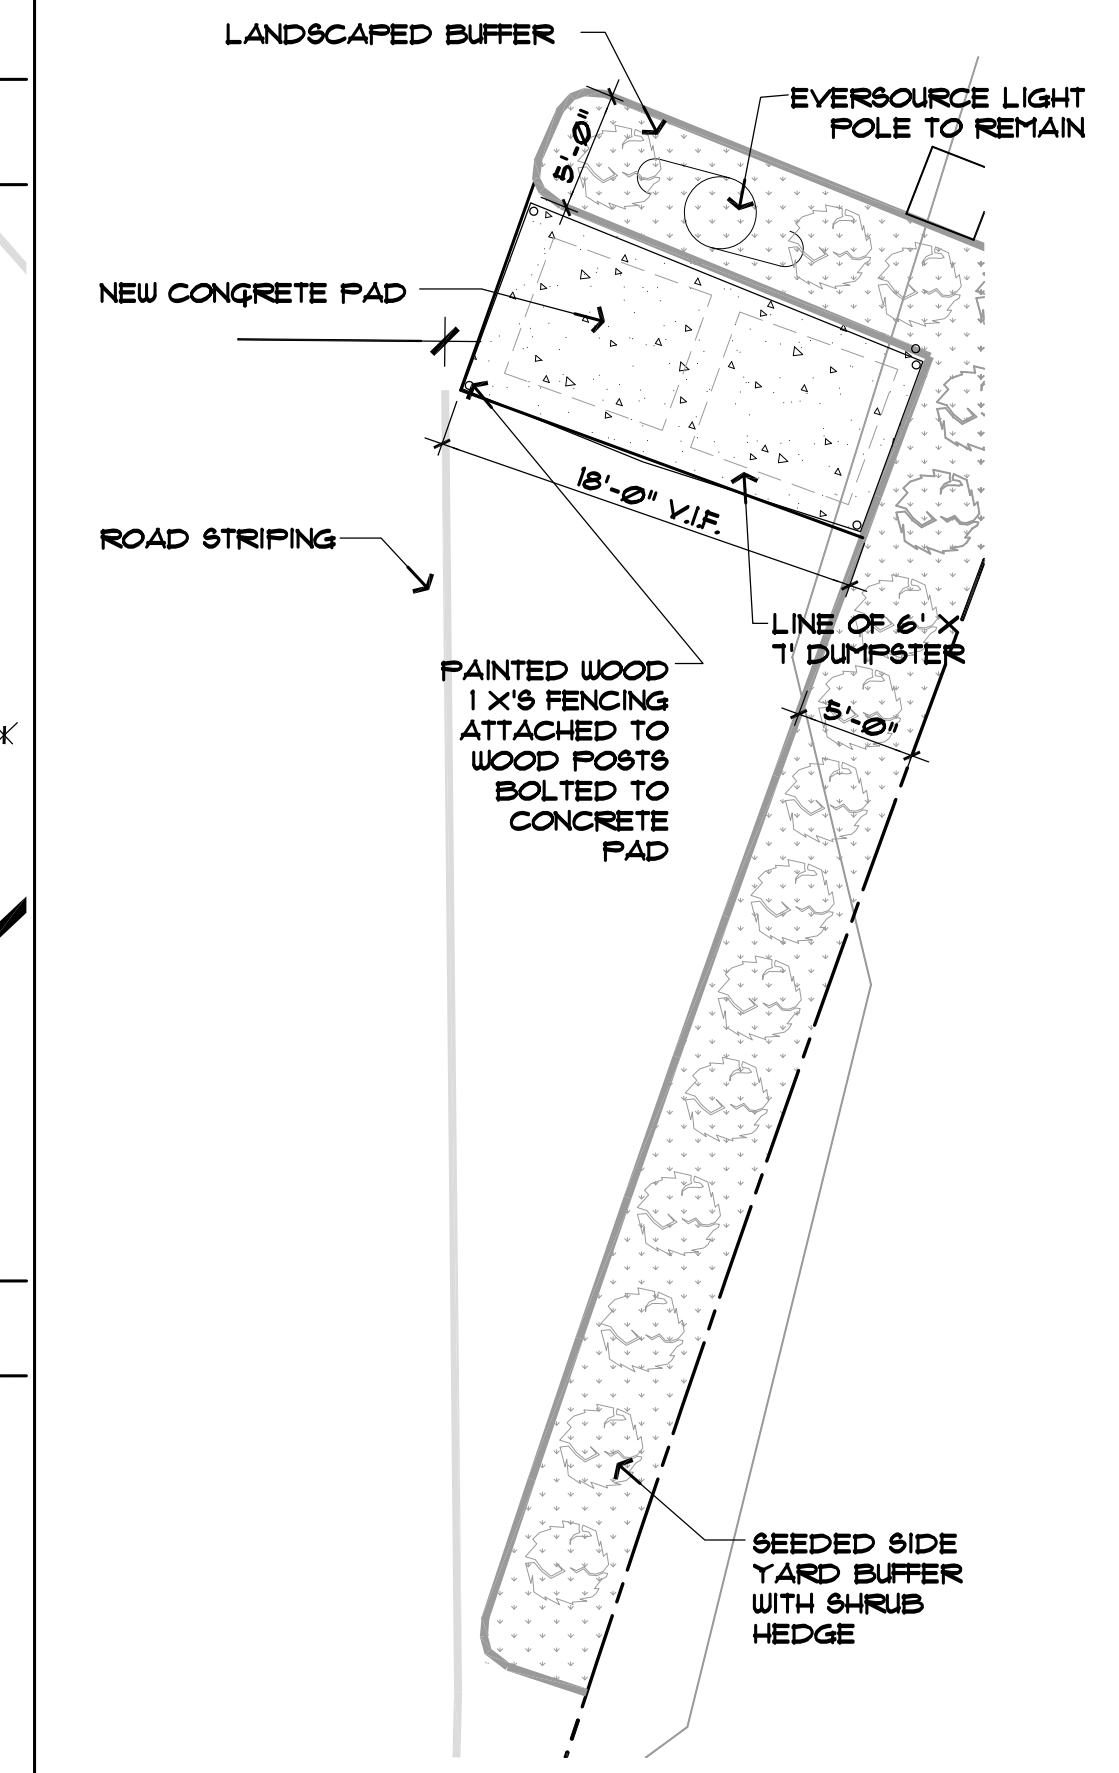 LANDSCAPED BUFFER
EVERSOURCE LIGHT
POLE TO REMAIN
5'-0"
NEW CONCRETE PAD
18'-0" V.I.F.
ROAD STRIPING
LINE OF 6' X
7' DUMPSTER
PAINTED WOOD
1 X'S FENCING
ATTACHED TO
WOOD POSTS
BOLTED TO
CONCRETE
PAD
5'-0"
SEEDED SIDE
YARD BUFFER
WITH SHRUB
HEDGE